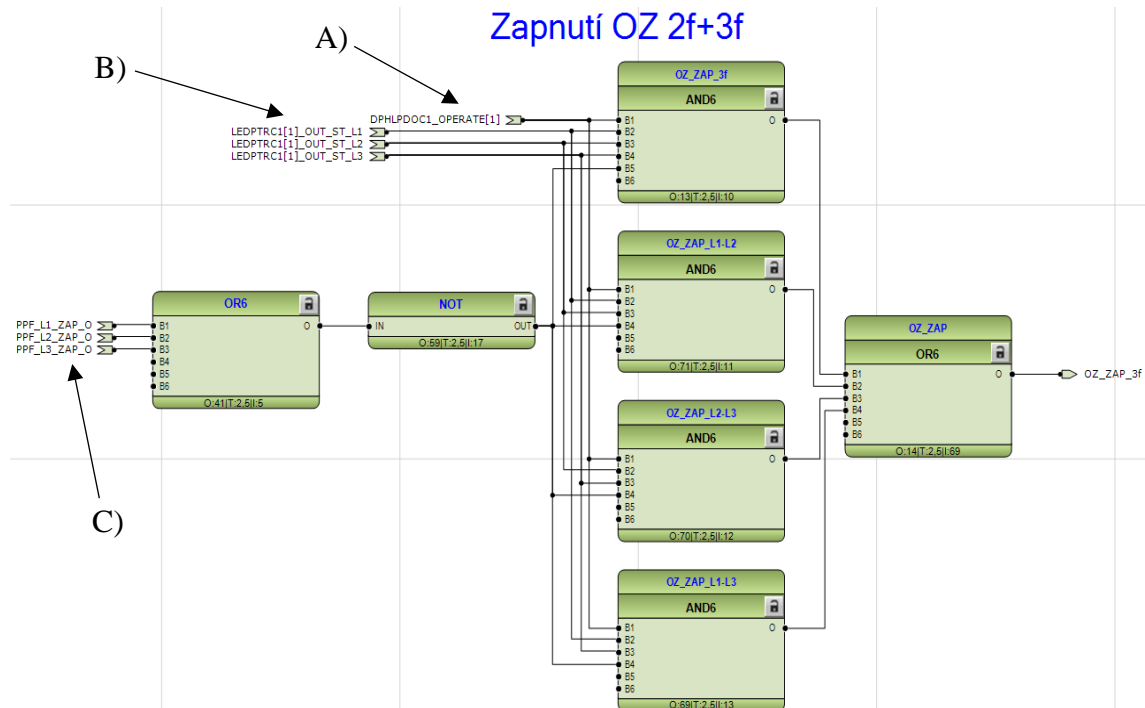 Zapnutí OZ 2f+3f
A)
B)
DPHLPDOC1_OPERATE[1]
LEDPTRC1[1]_OUT_ST_L1
LEDPTRC1[1]_OUT_ST_L2
LEDPTRC1[1]_OUT_ST_L3
OZ_ZAP_3f
AND6
B1 O
B2
B3
B4
B5
B6
O:13|T:2,5|I:10
OZ_ZAP_L1-L2
AND6
B1 O
B2
B3
B4
B5
B6
O:71|T:2,5|I:11
PPF_L1_ZAP_O
PPF_L2_ZAP_O
PPF_L3_ZAP_O
OR6
B1 O
B2
B3
B4
B5
B6
O:41|T:2,5|I:5
NOT
IN OUT
O:59|T:2,5|I:17
OZ_ZAP
OR6
B1 O
B2
B3
B4
B5
B6
O:14|T:2,5|I:69
OZ_ZAP_3f
OZ_ZAP_L2-L3
AND6
B1 O
B2
B3
B4
B5
B6
O:70|T:2,5|I:12
C)
OZ_ZAP_L1-L3
AND6
B1 O
B2
B3
B4
B5
B6
O:69|T:2,5|I:13